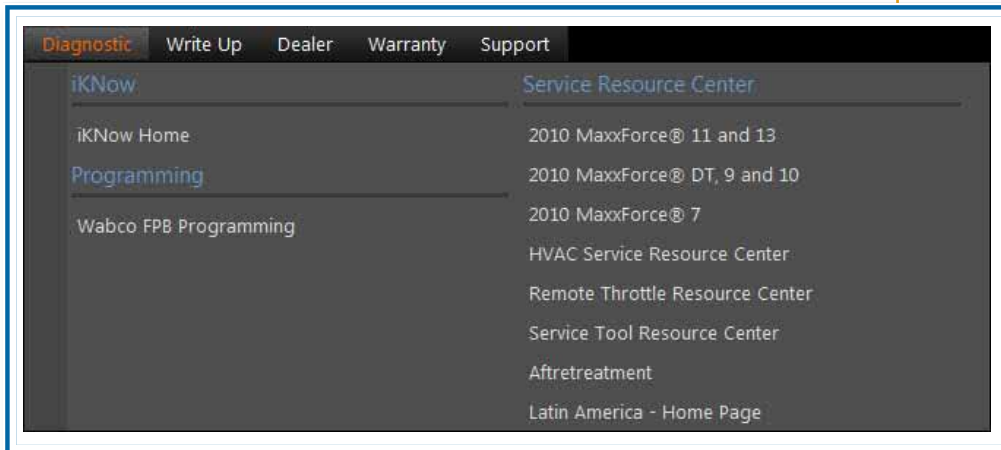 Diagnostic Write Up Dealer Warranty Support
iKNow
iKNow Home
Programming
Wabco FPB Programming
Service Resource Center
2010 MaxxForce® 11 and 13
2010 MaxxForce® DT, 9 and 10
2010 MaxxForce® 7
HVAC Service Resource Center
Remote Throttle Resource Center
Service Tool Resource Center
Aftretreatment
Latin America - Home Page